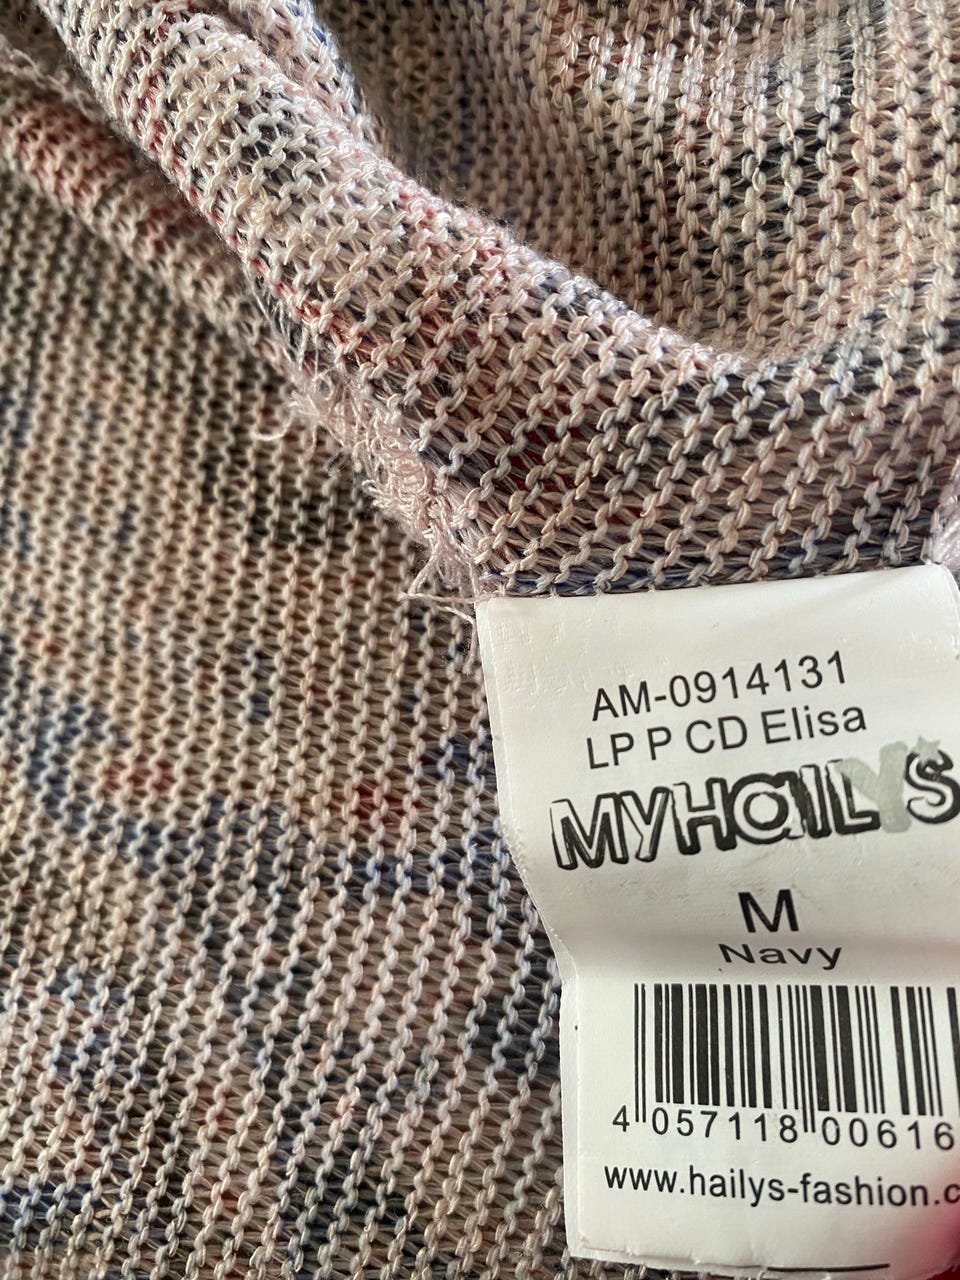 AM-0914131
LP P CD Elisa
MYHaiLYS
M
Navy
4 057118 00616
www.hailys-fashion.c